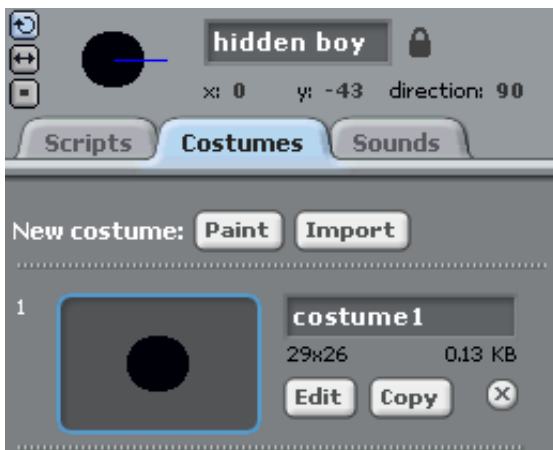 hidden boy
x: 0 y: -43 direction: 90
Scripts Costumes Sounds
New costume: Paint Import
1
costume1
29x26 0.13 KB
Edit Copy